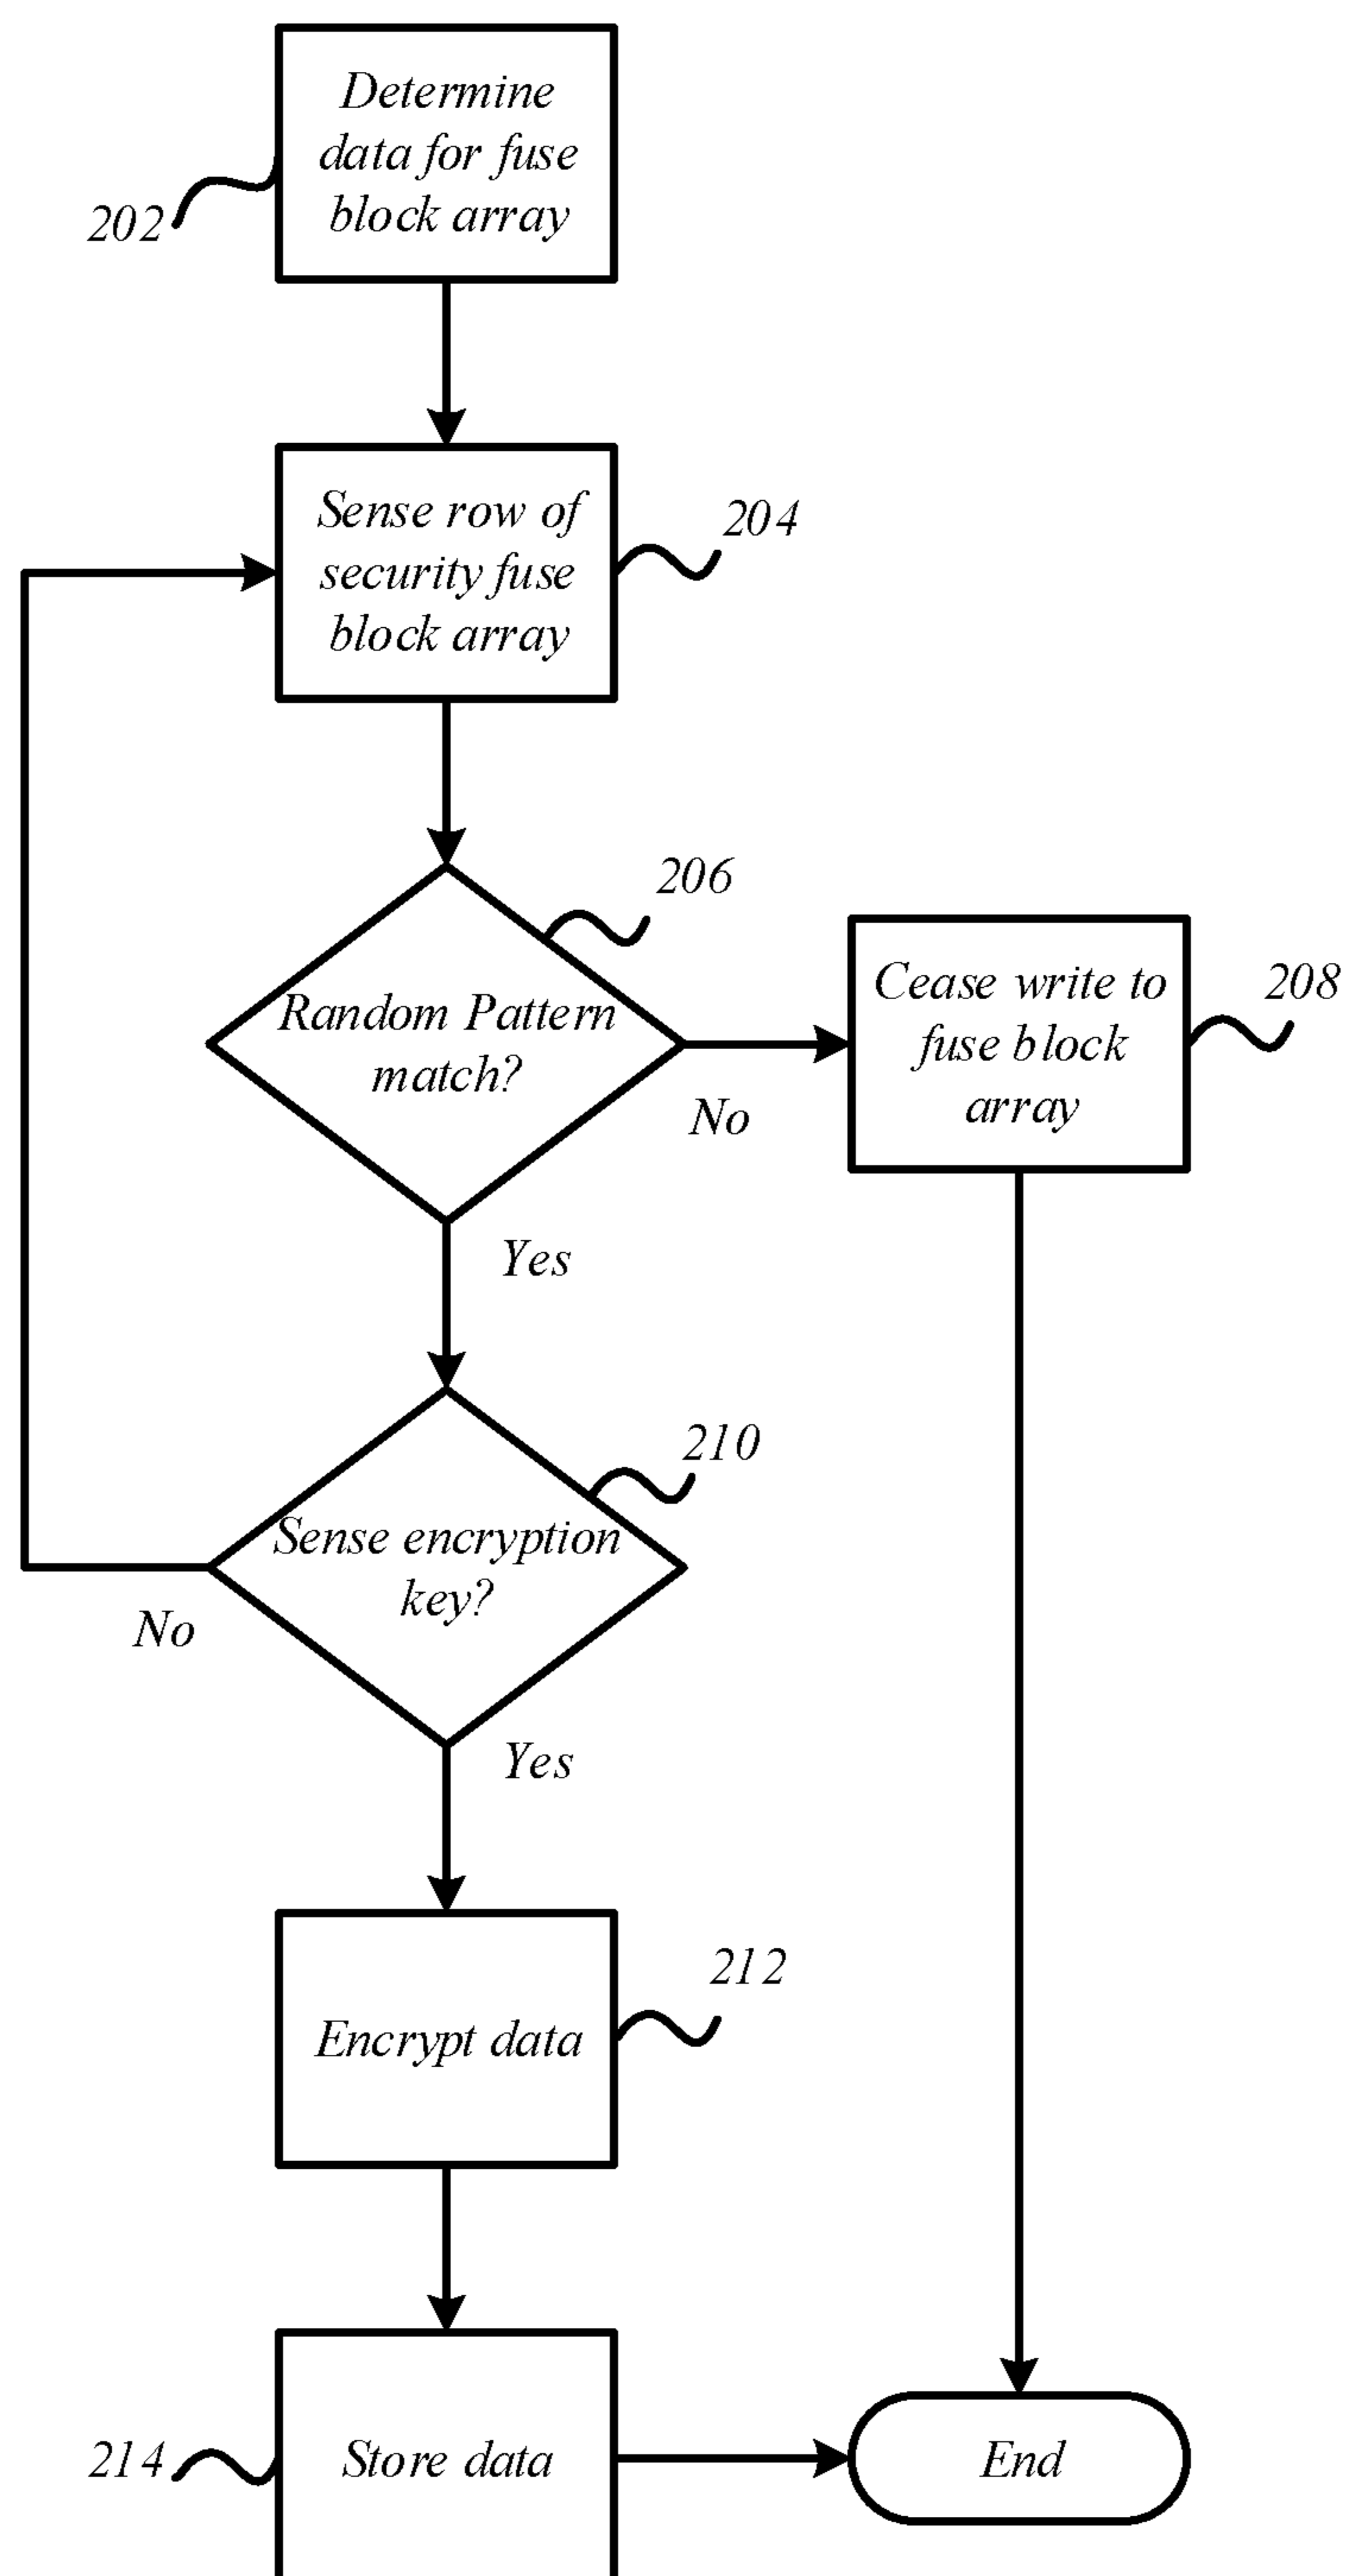 Determine
data for fuse
block array
202
Sense row of
security fuse
block array
204
206
Random Pattern
match?
No
Yes
Cease write to
fuse block
array
208
210
Sense encryption
key?
No
Yes
212
Encrypt data
214
Store data
End